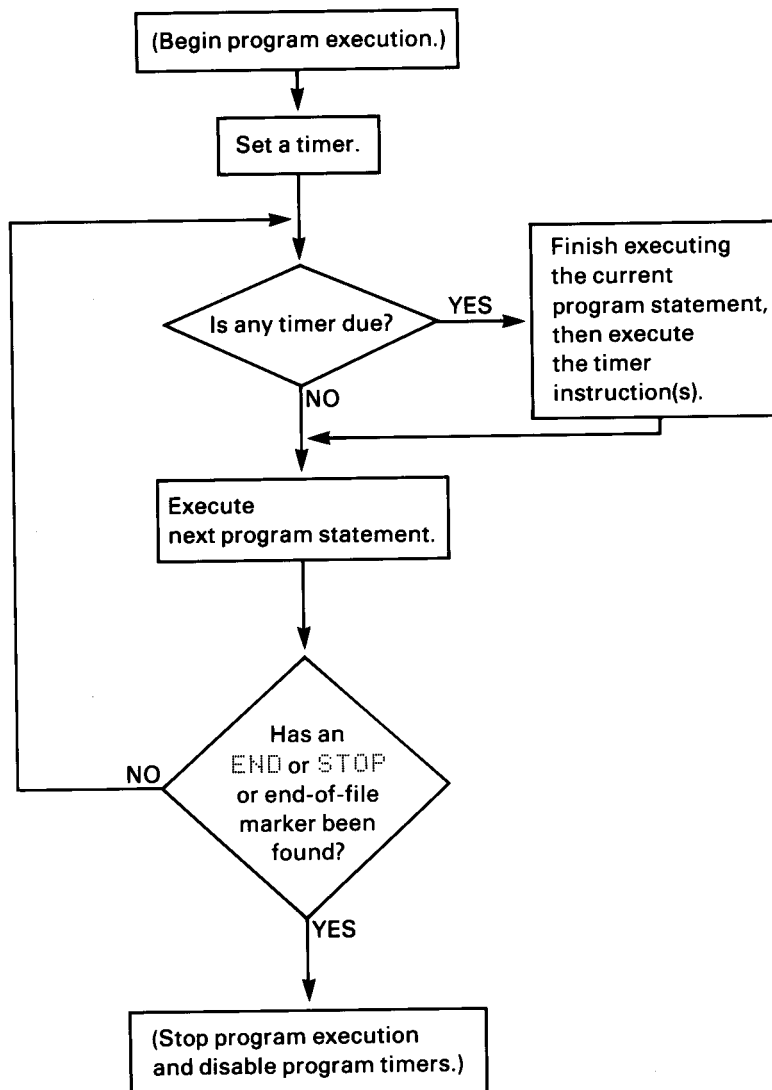 (Begin program execution.)
Set a timer.
Is any timer due?
YES
Finish executing
the current
program statement,
then execute
the timer
instruction(s).
NO
Execute
next program statement.
Has an
END or STOP
or end-of-file
marker been
found?
NO
YES
(Stop program execution
and disable program timers.)